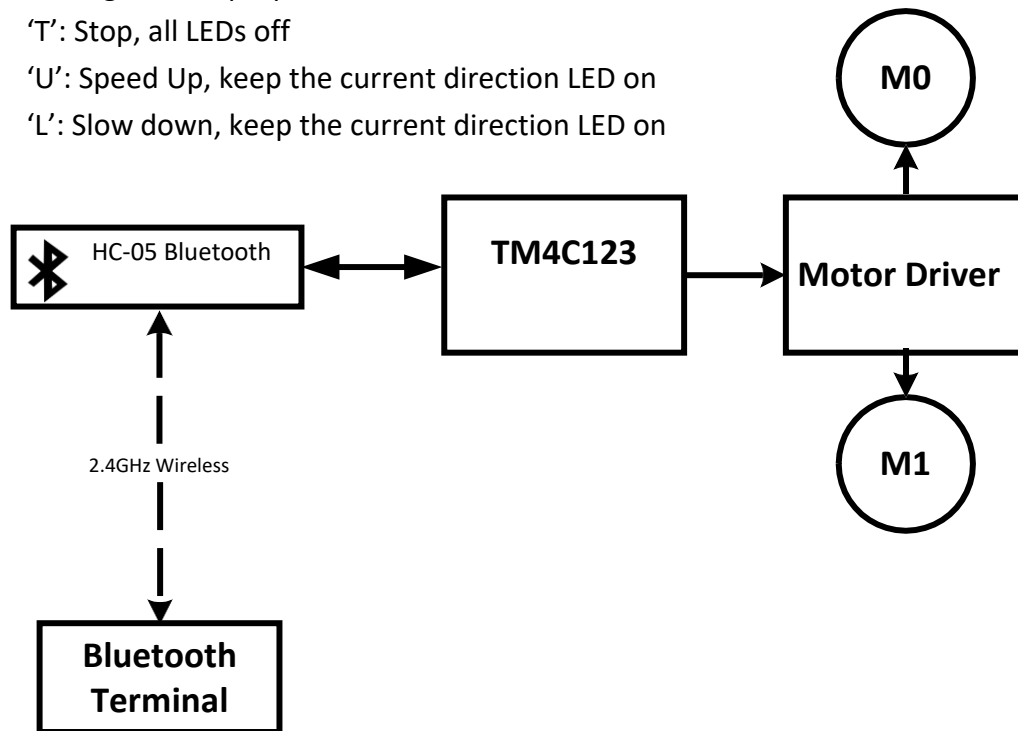 ‘T’: Stop, all LEDs off
‘U’: Speed Up, keep the current direction LED on
‘L’: Slow down, keep the current direction LED on
M0
HC-05 Bluetooth
TM4C123
Motor Driver
2.4GHz Wireless
M1
Bluetooth
Terminal